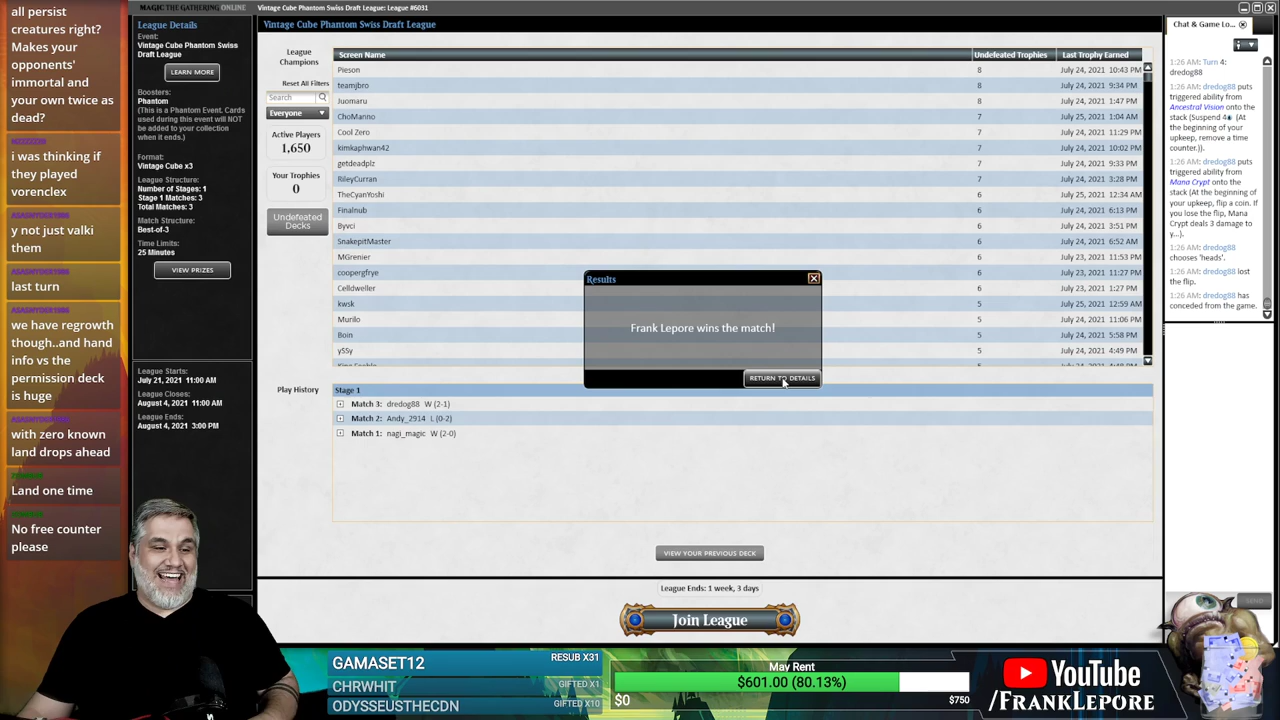 all persist
creatures right?
Makes your
opponents'
immortal and
your own twice as
dead?
i was thinking if
they played
vorenclex
y not just valki
them
last turn
we have regrowth
though..and hand
info vs the
permission deck
is huge
with zero known
land drops ahead
Land one time
No free counter
please
MAGIC THE GATHERING ONLINE
Vintage Cube Phantom Swiss Draft League: League #6031
League Details
Event:
Vintage Cube Phantom Swiss
Draft League
LEARN MORE
Boosters:
Phantom
(This is a Phantom Event. Cards
used during this event will NOT
be added to your collection
when it ends.)
Format:
Vintage Cube x3
League Structure:
Number of Stages: 1
Stage 1 Matches: 3
Total Matches: 3
Match Structure:
Best-of-3
Time Limits:
25 Minutes
VIEW PRIZES
League Starts:
July 21, 2021 11:00 AM
League Closes:
August 4, 2021 11:00 AM
League Ends:
August 4, 2021 3:00 PM
Vintage Cube Phantom Swiss Draft League
League
Champions
Reset All Filters
Search
Everyone
Active Players
1,650
Your Trophies
0
Undefeated
Decks
Screen Name Undefeated Trophies Last Trophy Earned
Pieson 8 July 24, 2021 10:43 PM
teamjbro 8 July 24, 2021 9:34 PM
Juomaru 8 July 24, 2021 1:47 PM
ChoManno 7 July 25, 2021 1:04 AM
Cool Zero 7 July 24, 2021 11:29 PM
kimkaphwan42 7 July 24, 2021 10:02 PM
getdeadplz 7 July 24, 2021 9:33 PM
RileyCurran 7 July 24, 2021 3:28 PM
TheCyanYoshi 6 July 25, 2021 12:34 AM
Finalnub 6 July 24, 2021 6:13 PM
Byvci 6 July 24, 2021 3:51 PM
SnakepitMaster 6 July 24, 2021 6:52 AM
MGrenier 6 July 23, 2021 11:53 PM
coopergfrye 6 July 23, 2021 11:27 PM
Celldweller 6 July 23, 2021 1:27 PM
kwsk 5 July 25, 2021 12:59 AM
Murilo 5 July 24, 2021 11:06 PM
Boin 5 July 24, 2021 5:58 PM
ySSy 5 July 24, 2021 4:49 PM
Results
Frank Lepore wins the match!
RETURN TO DETAILS
Play History
Stage 1
Match 3: dredog88 W (2-1)
Match 2: Andy_2914 L (0-2)
Match 1: nagi_magic W (2-0)
VIEW YOUR PREVIOUS DECK
League Ends: 1 week, 3 days
Join League
Chat & Game Lo...
1:26 AM: Turn 4:
dredog88
1:26 AM: dredog88 puts
triggered ability from
Ancestral Vision onto the
stack (Suspend 4 (At
the beginning of your
upkeep, remove a time
counter.)).
1:26 AM: dredog88 puts
triggered ability from
Mana Crypt onto the
stack (At the beginning of
your upkeep, flip a coin. If
you lose the flip, Mana
Crypt deals 3 damage to
y...).
1:26 AM: dredog88
chooses 'heads'.
1:26 AM: dredog88 lost
the flip.
1:26 AM: dredog88 has
conceded from the game.
SEND
GAMASET12 RESUB X31
CHRWHIT GIFTED X1
ODYSSEUSTHECDN GIFTED X10
May Rent
$601.00 (80.13%)
$0 $750
YouTube
/FRANKLEPORE